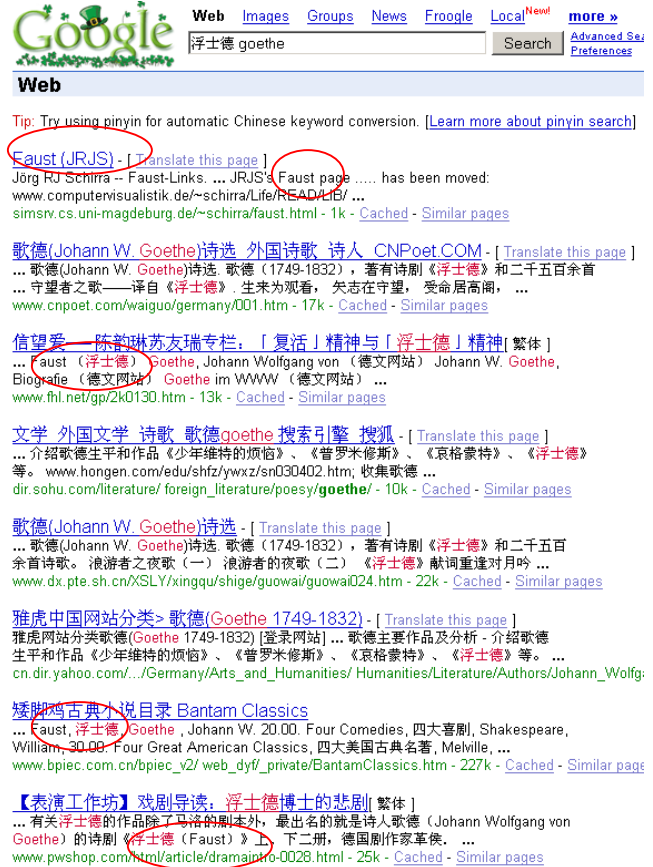 Google
Web Images Groups News Froogle Local New! more »
浮士德 goethe Search Advanced Sea
Preferences
Web
Tip: Try using pinyin for automatic Chinese keyword conversion. [Learn more about pinyin search]
Faust (JRJS) - [ Translate this page ]
Jörg RJ Schirra -- Faust-Links. ... JRJS's Faust page ..... has been moved:
www.computervisualistik.de/~schirra/Life/READ/LIB/ ...
simsrv.cs.uni-magdeburg.de/~schirra/faust.html - 1k - Cached - Similar pages
歌德(Johann W. Goethe)诗选 外国诗歌 诗人 CNPoet.COM - [ Translate this page ]
... 歌德(Johann W. Goethe)诗选. 歌德（1749-1832），著有诗剧《浮士德》和二千五百余首
... 守望者之歌——译自《浮士德》. 生来为观看， 矢志在守望， 受命居高阁， ...
www.cnpoet.com/waiguo/germany/001.htm - 17k - Cached - Similar pages
信望爱——陈韵琳苏友瑞专栏：「复活」精神与「浮士德」精神[ 繁体 ]
... Faust （浮士德） Goethe, Johann Wolfgang von （德文网站） Johann W. Goethe,
Biografie （德文网站） Goethe im WWW （德文网站） ...
www.fhl.net/gp/2k0130.htm - 13k - Cached - Similar pages
文学 外国文学 诗歌 歌德goethe 搜索引擎 搜狐 - [ Translate this page ]
... 介绍歌德生平和作品《少年维特的烦恼》、《普罗米修斯》、《哀格蒙特》、《浮士德》
等。 www.hongen.com/edu/shfz/ywxz/sn030402.htm; 收集歌德 ...
dir.sohu.com/literature/ foreign_literature/poesy/goethe/ - 10k - Cached - Similar pages
歌德(Johann W. Goethe)诗选 - [ Translate this page ]
... 歌德(Johann W. Goethe)诗选. 歌德（1749-1832），著有诗剧《浮士德》和二千五百
余首诗歌。 浪游者之夜歌（一） 浪游者的夜歌（二） 《浮士德》献词重逢对月吟 ...
www.dx.pte.sh.cn/XSLY/xingqu/shige/guowai/guowai024.htm - 22k - Cached - Similar pages
雅虎中国网站分类> 歌德(Goethe 1749-1832) - [ Translate this page ]
雅虎网站分类歌德(Goethe 1749-1832) [登录网站] ... 歌德主要作品及分析 - 介绍歌德
生平和作品《少年维特的烦恼》、《普罗米修斯》、《哀格蒙特》、《浮士德》等。 ...
cn.dir.yahoo.com/.../Germany/Arts_and_Humanities/ Humanities/Literature/Authors/Johann_Wolfga
矮脚鸡古典小说目录 Bantam Classics
... Faust, 浮士德, Goethe , Johann W. 20.00. Four Comedies, 四大喜剧, Shakespeare,
William, 30.00. Four Great American Classics, 四大美国古典名著, Melville, ...
www.bpiec.com.cn/bpiec_v2/ web_dyf/_private/BantamClassics.htm - 227k - Cached - Similar page
【表演工作坊】戏剧导读：浮士德博士的悲剧[ 繁体 ]
... 有关浮士德的作品除了马洛的剧本外，最出名的就是诗人歌德（Johann Wolfgang von
Goethe）的诗剧《浮士德（Faust）》上、下二册，德国剧作家革侯． ...
www.pwshop.com/html/article/dramaintro-0028.html - 25k - Cached - Similar pages